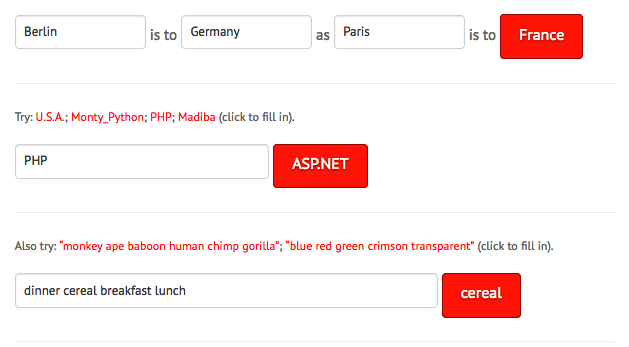 Berlin is to Germany as Paris is to France
Try: U.S.A.; Monty_Python; PHP; Madiba (click to fill in).
PHP ASP.NET
Also try: “monkey ape baboon human chimp gorilla”; “blue red green crimson transparent” (click to fill in).
dinner cereal breakfast lunch cereal